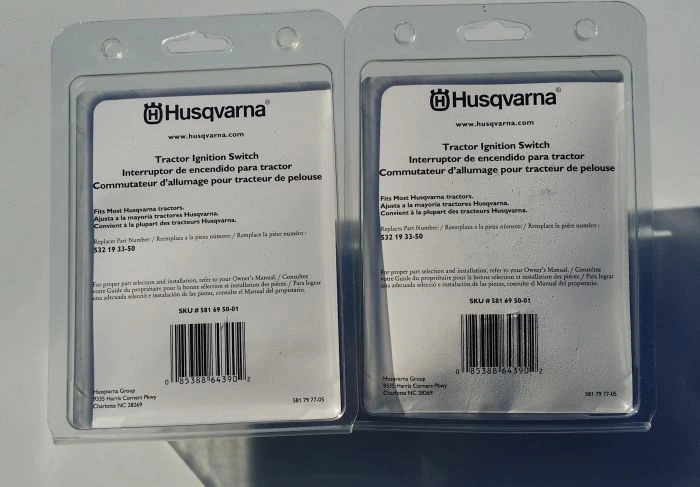 Husqvarna
www.husqvarna.com
Tractor Ignition Switch
Interruptor de encendido para tractor
Commutateur d'allumage pour tracteur de pelouse
Fits Most Husqvarna tractors.
Ajusta a la mayoria tractores Husqvarna.
Convient à la plupart des tracteurs Husqvarna.
Replaces Part Number: / Reemplaza a la pieza número: / Remplace la pièce numéro :
532 19 33-50
For proper part selection and installation, refer to your Owner's Manual. / Consultez
votre Guide du propriétaire pour la bonne sélection et installation des pièces. / Para lograr
una adecuada selecció e instalación de las piezas, consulte el Manual del propietario.
SKU # 581 69 50-01
0 85388 64390 2
Husqvarna Group
9335 Harris Corners Pkwy
Charlotte NC 28269
581 79 77-05
Husqvarna
www.husqvarna.com
Tractor Ignition Switch
Interruptor de encendido para tractor
Commutateur d'allumage pour tracteur de pelouse
Fits Most Husqvarna tractors.
Ajusta a la mayoria tractores Husqvarna.
Convient à la plupart des tracteurs Husqvarna.
Replaces Part Number: / Reemplaza a la pieza número: / Remplace la pièce numéro :
532 19 33-50
For proper part selection and installation, refer to your Owner's Manual. / Consultez
votre Guide du propriétaire pour la bonne sélection et installation des pièces. / Para lograr
una adecuada selecció e instalación de las piezas, consulte el Manual del propietario.
SKU # 581 69 50-01
0 85388 64390 2
Husqvarna Group
9335 Harris Corners Pkwy
Charlotte NC 28269
581 79 77-05